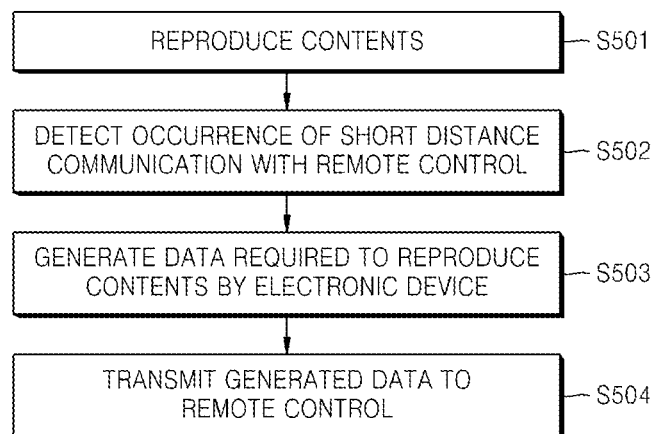 REPRODUCE CONTENTS
S501
DETECT OCCURRENCE OF SHORT DISTANCE
COMMUNICATION WITH REMOTE CONTROL
S502
GENERATE DATA REQUIRED TO REPRODUCE
CONTENTS BY ELECTRONIC DEVICE
S503
TRANSMIT GENERATED DATA TO
REMOTE CONTROL
S504